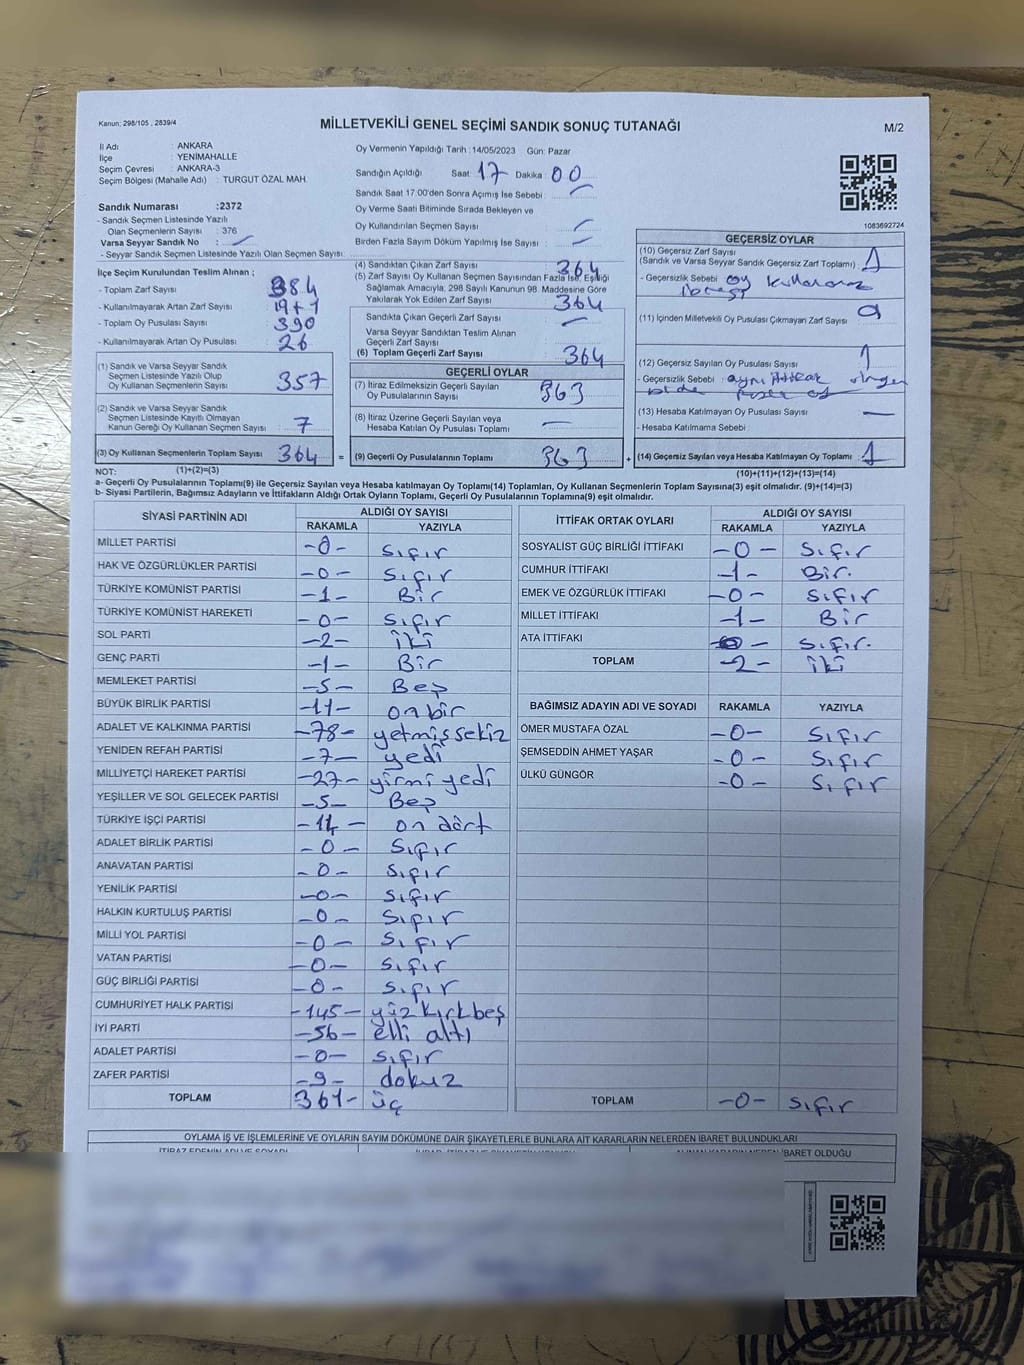 Kanun; 298/105 , 2839/4
MİLLETVEKİLİ GENEL SEÇİMİ SANDIK SONUÇ TUTANAĞI
M/2
İl Adı : ANKARA
İlçe : YENİMAHALLE
Seçim Çevresi : ANKARA-3
Seçim Bölgesi (Mahalle Adı) : TURGUT ÖZAL MAH.
Oy Vermenin Yapıldığı Tarih : 14/05/2023 Gün: Pazar
Sandığın Açıldığı Saat: 17 Dakika: 00
Sandık Saat 17:00'den Sonra Açımış İse Sebebi :
Oy Verme Saati Bitiminde Sırada Bekleyen ve
Oy Kullandırılan Seçmen Sayısı :
Birden Fazla Sayım Döküm Yapılmış İse Sayısı :
1083692724
Sandık Numarası :2372
- Sandık Seçmen Listesinde Yazılı
Olan Seçmenlerin Sayısı : 376
Varsa Seyyar Sandık No :
- Seyyar Sandık Seçmen Listesinde Yazılı Olan Seçmen Sayısı:
İlçe Seçim Kurulundan Teslim Alınan ;
- Toplam Zarf Sayısı : 384
- Kullanılmayarak Artan Zarf Sayısı : 19+1
- Toplam Oy Pusulası Sayısı : 390
- Kullanılmayarak Artan Oy Pusulası : 26
(1) Sandık ve Varsa Seyyar Sandık
Seçmen Listesinde Yazılı Olup
Oy Kullanan Seçmenlerin Sayısı : 357
(2) Sandık ve Varsa Seyyar Sandık
Seçmen Listesinde Kayıtlı Olmayan
Kanun Gereği Oy Kullanan Seçmen Sayısı : 7
(3) Oy Kullanan Seçmenlerin Toplam Sayısı : 364
(1)+(2)=(3)
(4) Sandıktan Çıkan Zarf Sayısı : 364
(5) Zarf Sayısı Oy Kullanan Seçmen Sayısından Fazla İse, Eşitliği
Sağlamak Amacıyla, 298 Sayılı Kanunun 98. Maddesine Göre
Yakılarak Yok Edilen Zarf Sayısı : 364
Sandıkta Çıkan Geçerli Zarf Sayısı :
Varsa Seyyar Sandıktan Teslim Alınan
Geçerli Zarf Sayısı :
(6) Toplam Geçerli Zarf Sayısı : 364
GEÇERLİ OYLAR
(7) İtiraz Edilmeksizin Geçerli Sayılan
Oy Pusulalarının Sayısı : 363
(8) İtiraz Üzerine Geçerli Sayılan veya
Hesaba Katılan Oy Pusulası Toplamı : —
= (9) Geçerli Oy Pusulalarının Toplamı : 363
GEÇERSİZ OYLAR
(10) Geçersiz Zarf Sayısı
(Sandık ve Varsa Seyyar Sandık Geçersiz Zarf Toplamı) : 1
- Geçersizlik Sebebi : oy
(11) İçinden Milletvekili Oy Pusulası Çıkmayan Zarf Sayısı :
(12) Geçersiz Sayılan Oy Pusulası Sayısı : 1
- Geçersizlik Sebebi : aynı ittifak
(13) Hesaba Katılmayan Oy Pusulası Sayısı : —
- Hesaba Katılmama Sebebi :
+ (14) Geçersiz Sayılan veya Hesaba Katılmayan Oy Toplamı : 1
(10)+(11)+(12)+(13)=(14)
NOT:
a- Geçerli Oy Pusulalarının Toplamı(9) ile Geçersiz Sayılan veya Hesaba katılmayan Oy Toplamı(14) Toplamları, Oy Kullanan Seçmenlerin Toplam Sayısına(3) eşit olmalıdır. (9)+(14)=(3)
b- Siyasi Partilerin, Bağımsız Adayların ve İttifakların Aldığı Ortak Oyların Toplamı, Geçerli Oy Pusulalarının Toplamına(9) eşit olmalıdır.
SİYASİ PARTİNİN ADI ALDIĞI OY SAYISI
RAKAMLA YAZIYLA
MİLLET PARTİSİ -0- Sıfır
HAK VE ÖZGÜRLÜKLER PARTİSİ -0- Sıfır
TÜRKİYE KOMÜNİST PARTİSİ -1- Bir
TÜRKİYE KOMÜNİST HAREKETİ -0- Sıfır
SOL PARTİ -2- İki
GENÇ PARTİ -1- Bir
MEMLEKET PARTİSİ -5- Beş
BÜYÜK BİRLİK PARTİSİ -11- on bir
ADALET VE KALKINMA PARTİSİ -78- yetmiş sekiz
YENİDEN REFAH PARTİSİ -7- yedi
MİLLİYETÇİ HAREKET PARTİSİ -27- yirmi yedi
YEŞİLLER VE SOL GELECEK PARTİSİ -5- Beş
TÜRKİYE İŞÇİ PARTİSİ -14- on dört
ADALET BİRLİK PARTİSİ -0- Sıfır
ANAVATAN PARTİSİ -0- Sıfır
YENİLİK PARTİSİ -0- Sıfır
HALKIN KURTULUŞ PARTİSİ -0- Sıfır
MİLLİ YOL PARTİSİ -0- Sıfır
VATAN PARTİSİ -0- Sıfır
GÜÇ BİRLİĞİ PARTİSİ -0- Sıfır
CUMHURİYET HALK PARTİSİ -145- yüz kırk beş
İYİ PARTİ -56- elli altı
ADALET PARTİSİ -0- Sıfır
ZAFER PARTİSİ -9- dokuz
TOPLAM 361- üç
İTTİFAK ORTAK OYLARI ALDIĞI OY SAYISI
RAKAMLA YAZIYLA
SOSYALİST GÜÇ BİRLİĞİ İTTİFAKI -0- Sıfır
CUMHUR İTTİFAKI -1- Bir.
EMEK VE ÖZGÜRLÜK İTTİFAKI -0- Sıfır
MİLLET İTTİFAKI -1- Bir
ATA İTTİFAKI -0- Sıfır.
TOPLAM -2- İki
BAĞIMSIZ ADAYIN ADI VE SOYADI RAKAMLA YAZIYLA
ÖMER MUSTAFA ÖZAL -0- Sıfır
ŞEMSEDDİN AHMET YAŞAR -0- Sıfır
ÜLKÜ GÜNGÖR -0- Sıfır
TOPLAM -0- Sıfır
OYLAMA İŞ VE İŞLEMLERİNE VE OYLARIN SAYIM DÖKÜMÜNE DAİR ŞİKAYETLERLE BUNLARA AİT KARARLARIN NELERDEN İBARET BULUNDUKLARI